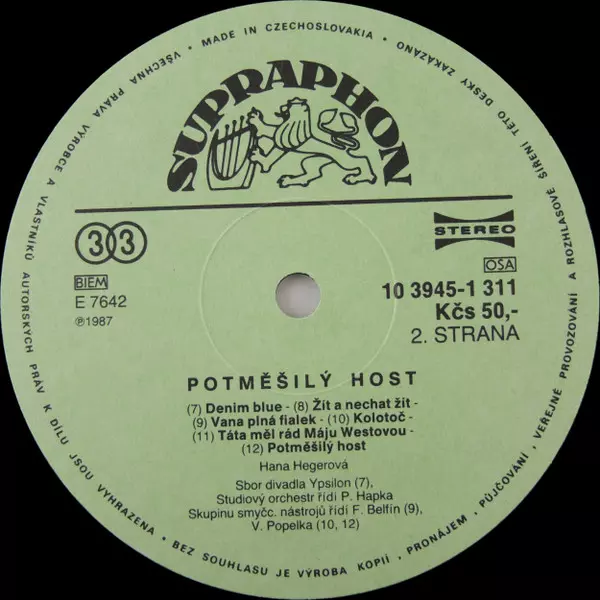 VŠECHNA PRÁVA VÝROBCE A VLASTNÍKŮ AUTORSKÝCH PRÁV K DÍLU JSOU VYHRAZENA • BEZ SOUHLASU JE VÝROBA KOPIÍ, PRONÁJEM, PŮJČOVÁNÍ, VEŘEJNÉ PROVOZOVÁNÍ A ROZHLASOVÉ ŠÍŘENÍ TÉTO DESKY ZAKÁZÁNO • MADE IN CZECHOSLOVAKIA •
SUPRAPHON
33
STEREO
BIEM
OSA
E 7642
10 3945-1 311
℗1987
Kčs 50,-
2. STRANA
POTMĚŠILÝ HOST
(7) Denim blue - (8) Žít a nechat žít -
(9) Vana plná fialek - (10) Kolotoč -
(11) Táta měl rád Máju Westovou -
(12) Potměšilý host
Hana Hegerová
Sbor divadla Ypsilon (7),
Studiový orchestr řídí P. Hapka
Skupinu smyčc. nástrojů řídí F. Belfín (9),
V. Popelka (10, 12)